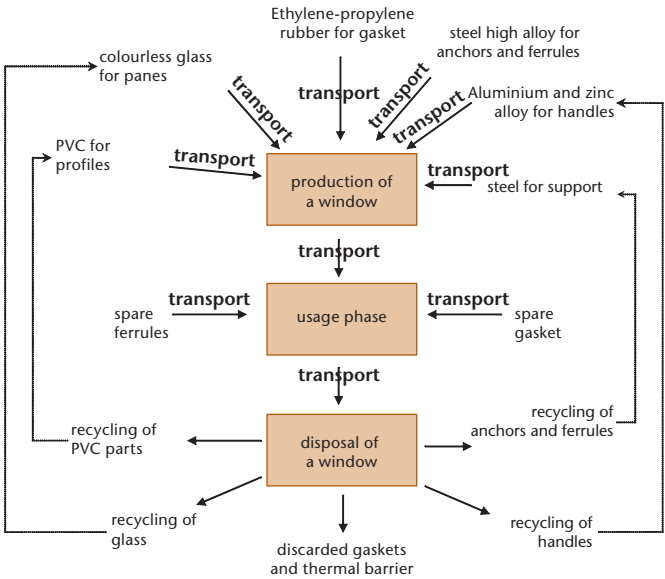 Ethylene-propylene
rubber for gasket
steel high alloy for
anchors and ferrules
colourless glass
for panes
transport
transport
transport
transport
Aluminium and zinc
alloy for handles
PVC for
profiles
transport
production of
a window
transport
steel for support
transport
spare
ferrules
transport
usage phase
transport
spare
gasket
transport
recycling of
PVC parts
disposal of
a window
recycling of
anchors and ferrules
recycling of
glass
discarded gaskets
and thermal barrier
recycling of
handles